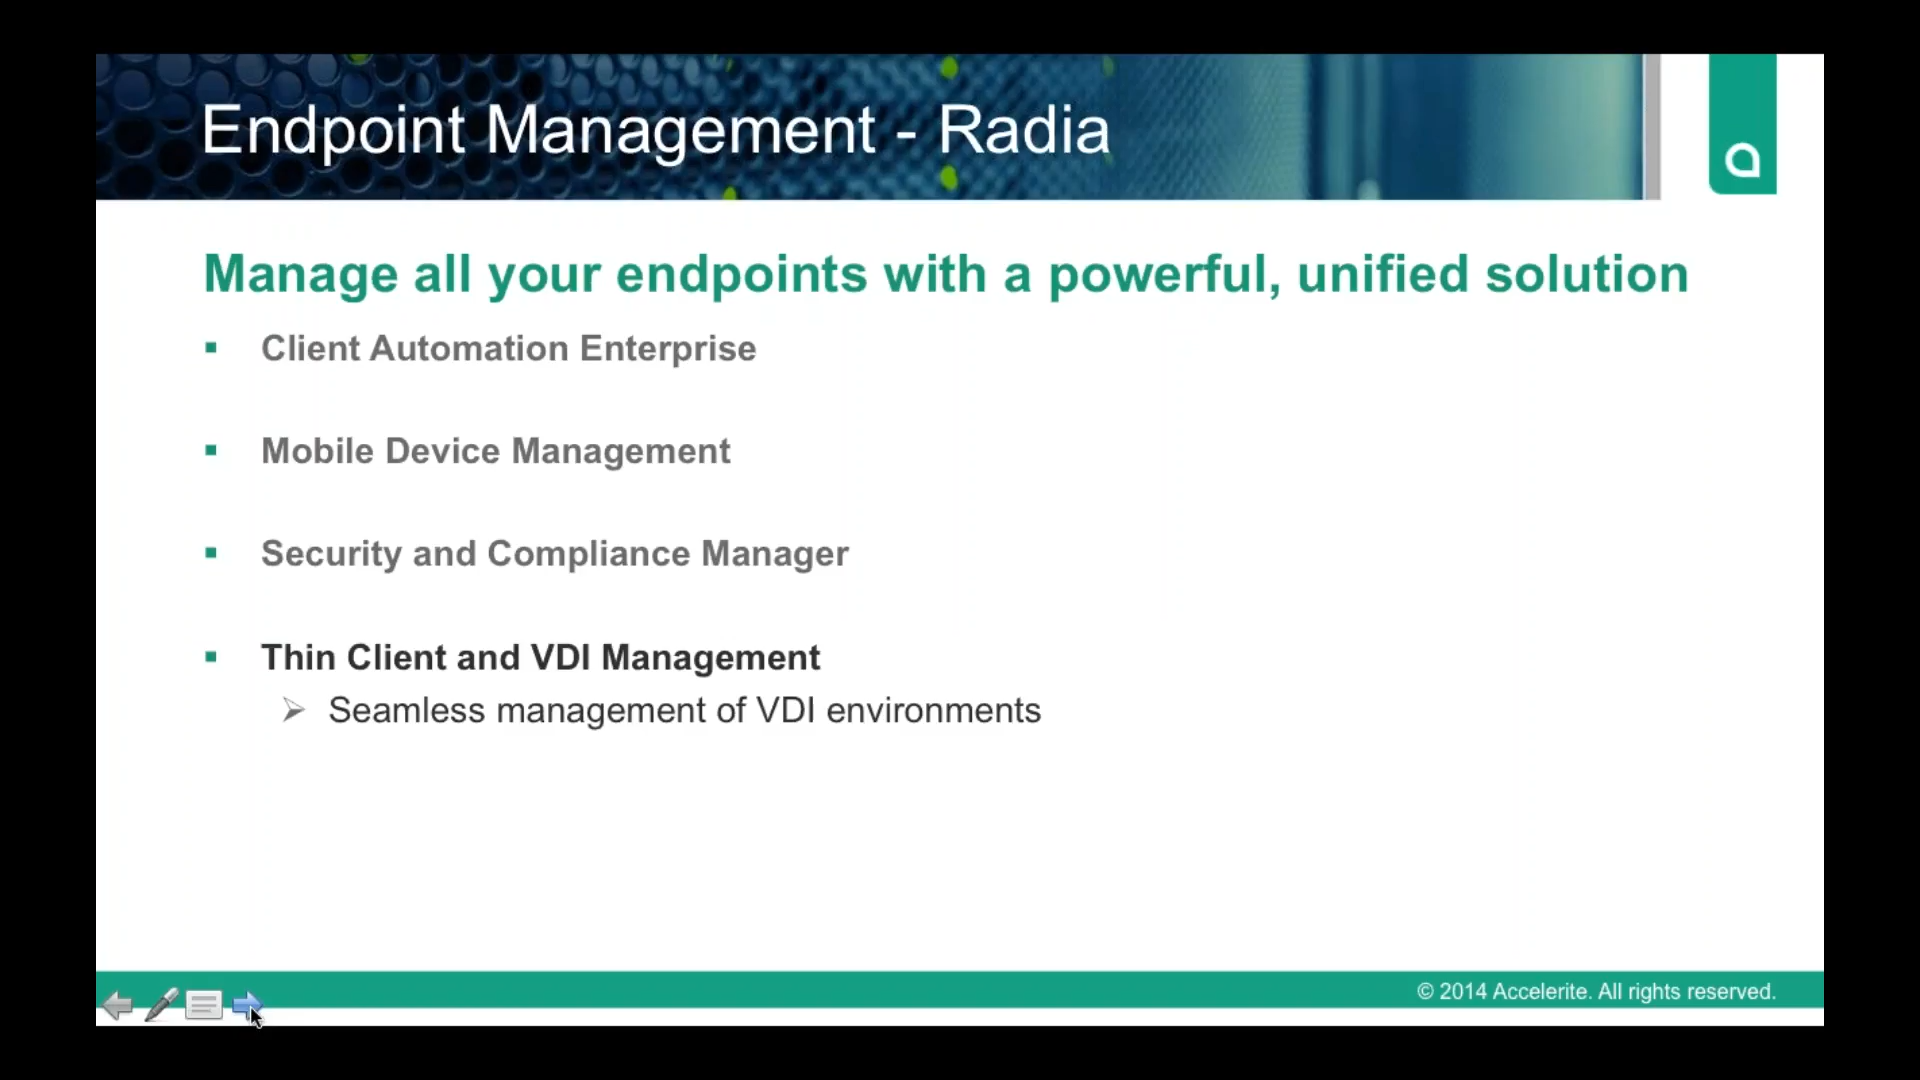 Endpoint Management - Radia
Manage all your endpoints with a powerful, unified solution
Client Automation Enterprise
Mobile Device Management
Security and Compliance Manager
Thin Client and VDI Management
Seamless management of VDI environments
© 2014 Accelerite. All rights reserved.